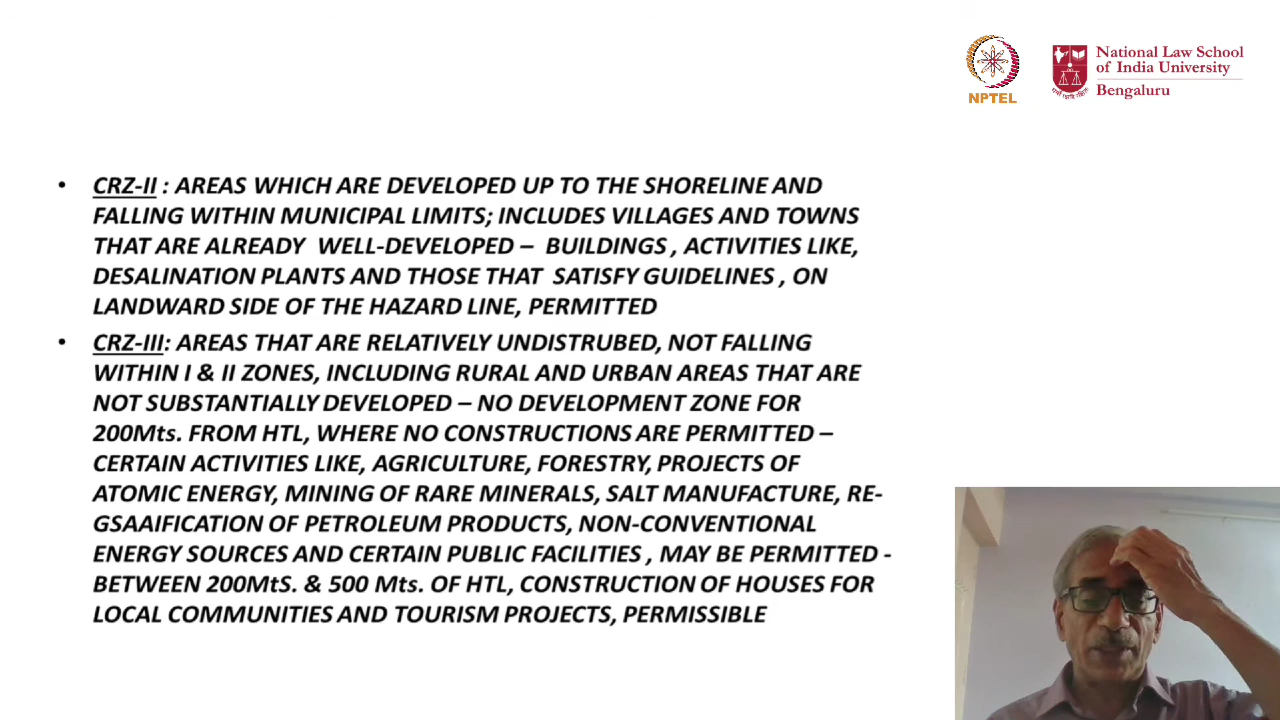 NPTEL
National Law School
of India University
Bengaluru
• CRZ-II : AREAS WHICH ARE DEVELOPED UP TO THE SHORELINE AND
FALLING WITHIN MUNICIPAL LIMITS; INCLUDES VILLAGES AND TOWNS
THAT ARE ALREADY WELL-DEVELOPED – BUILDINGS , ACTIVITIES LIKE,
DESALINATION PLANTS AND THOSE THAT SATISFY GUIDELINES , ON
LANDWARD SIDE OF THE HAZARD LINE, PERMITTED
• CRZ-III: AREAS THAT ARE RELATIVELY UNDISTRUBED, NOT FALLING
WITHIN I & II ZONES, INCLUDING RURAL AND URBAN AREAS THAT ARE
NOT SUBSTANTIALLY DEVELOPED – NO DEVELOPMENT ZONE FOR
200Mts. FROM HTL, WHERE NO CONSTRUCTIONS ARE PERMITTED –
CERTAIN ACTIVITIES LIKE, AGRICULTURE, FORESTRY, PROJECTS OF
ATOMIC ENERGY, MINING OF RARE MINERALS, SALT MANUFACTURE, RE-
GSAAIFICATION OF PETROLEUM PRODUCTS, NON-CONVENTIONAL
ENERGY SOURCES AND CERTAIN PUBLIC FACILITIES , MAY BE PERMITTED -
BETWEEN 200MtS. & 500 Mts. OF HTL, CONSTRUCTION OF HOUSES FOR
LOCAL COMMUNITIES AND TOURISM PROJECTS, PERMISSIBLE